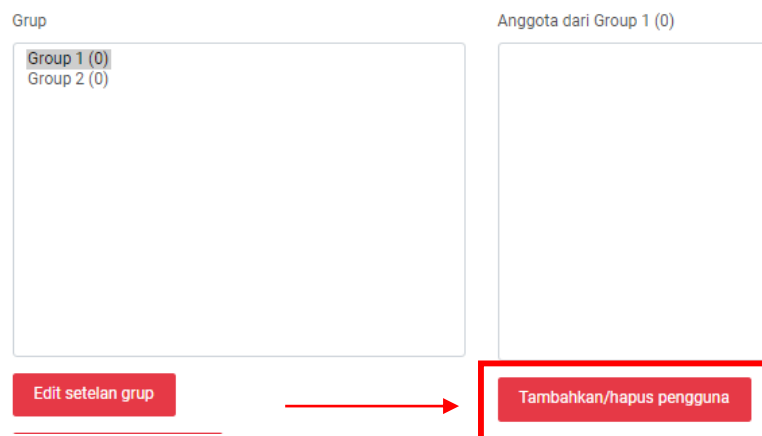 Grup
Group 1 (0)
Group 2 (0)
Edit setelan grup
Anggota dari Group 1 (0)
Tambahkan/hapus pengguna